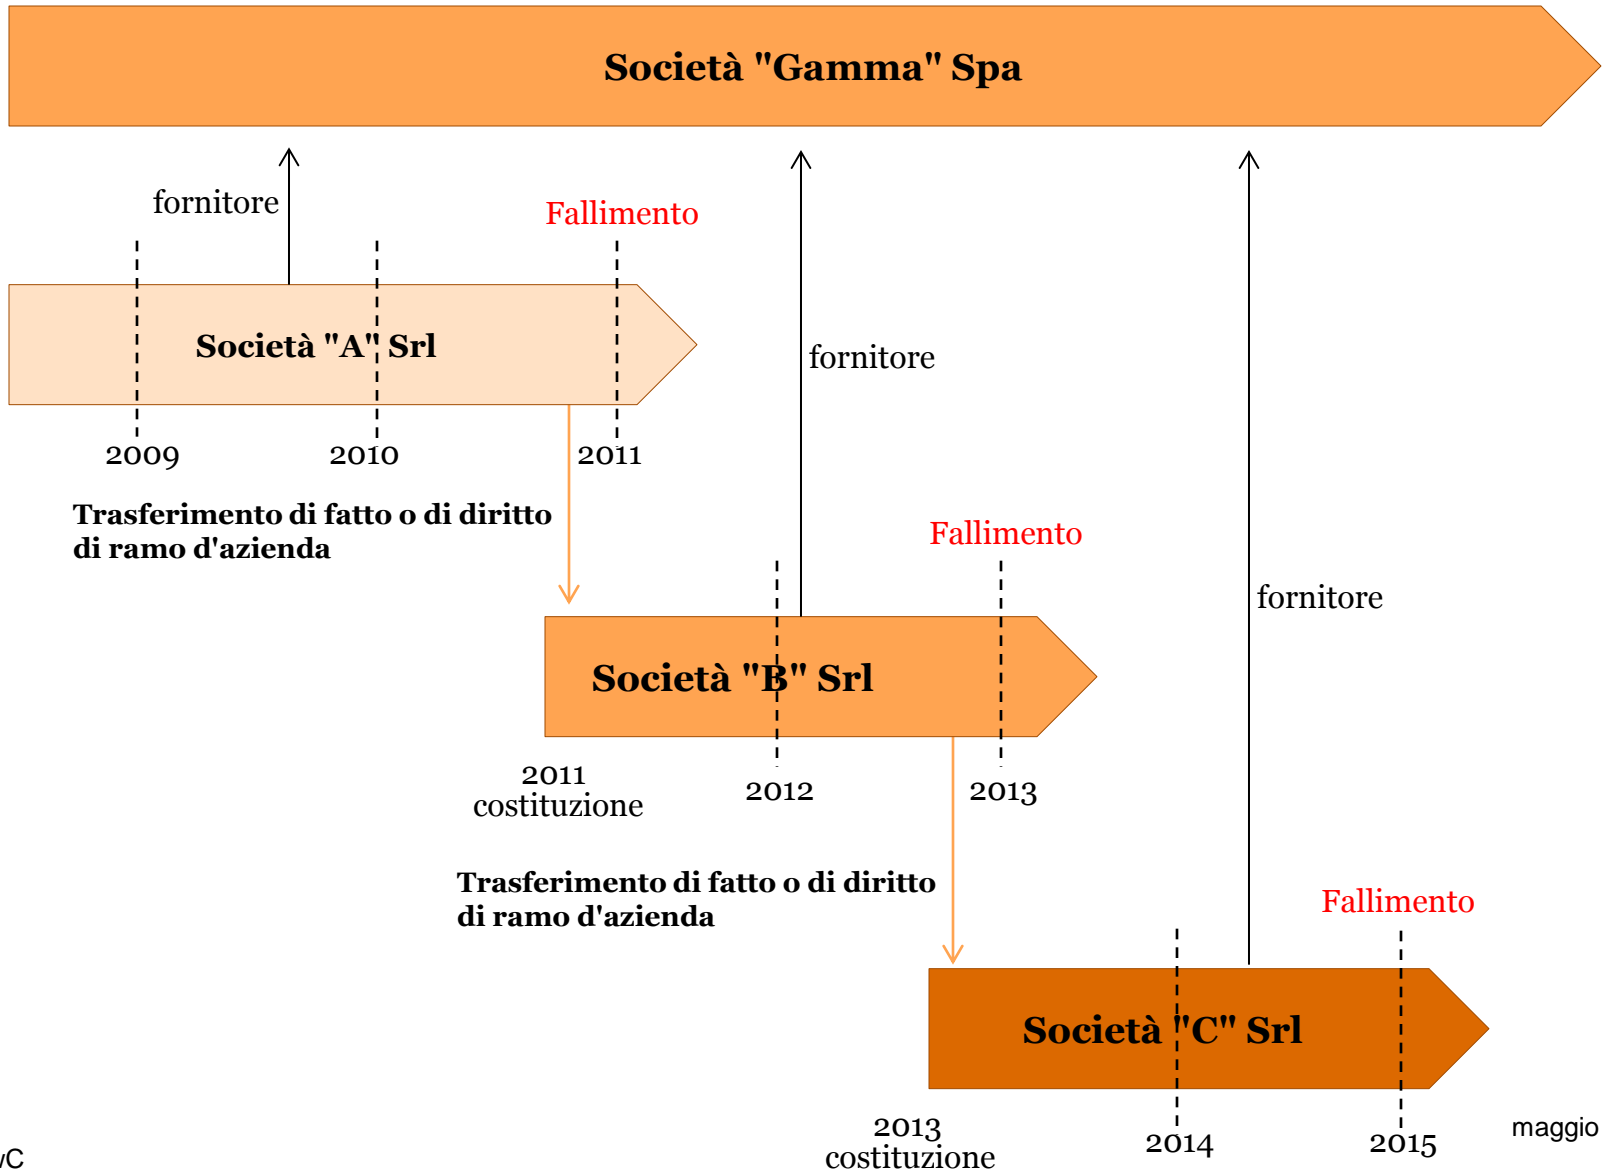 Società "Gamma" Spa
fornitore
Fallimento
Società "A" Srl
fornitore
2009
2010
2011
Trasferimento di fatto o di diritto
di ramo d'azienda
Fallimento
fornitore
Società "B" Srl
2011
costituzione
2012
2013
Trasferimento di fatto o di diritto
di ramo d'azienda
Fallimento
Società "C" Srl
2013
costituzione
2014
2015
maggio